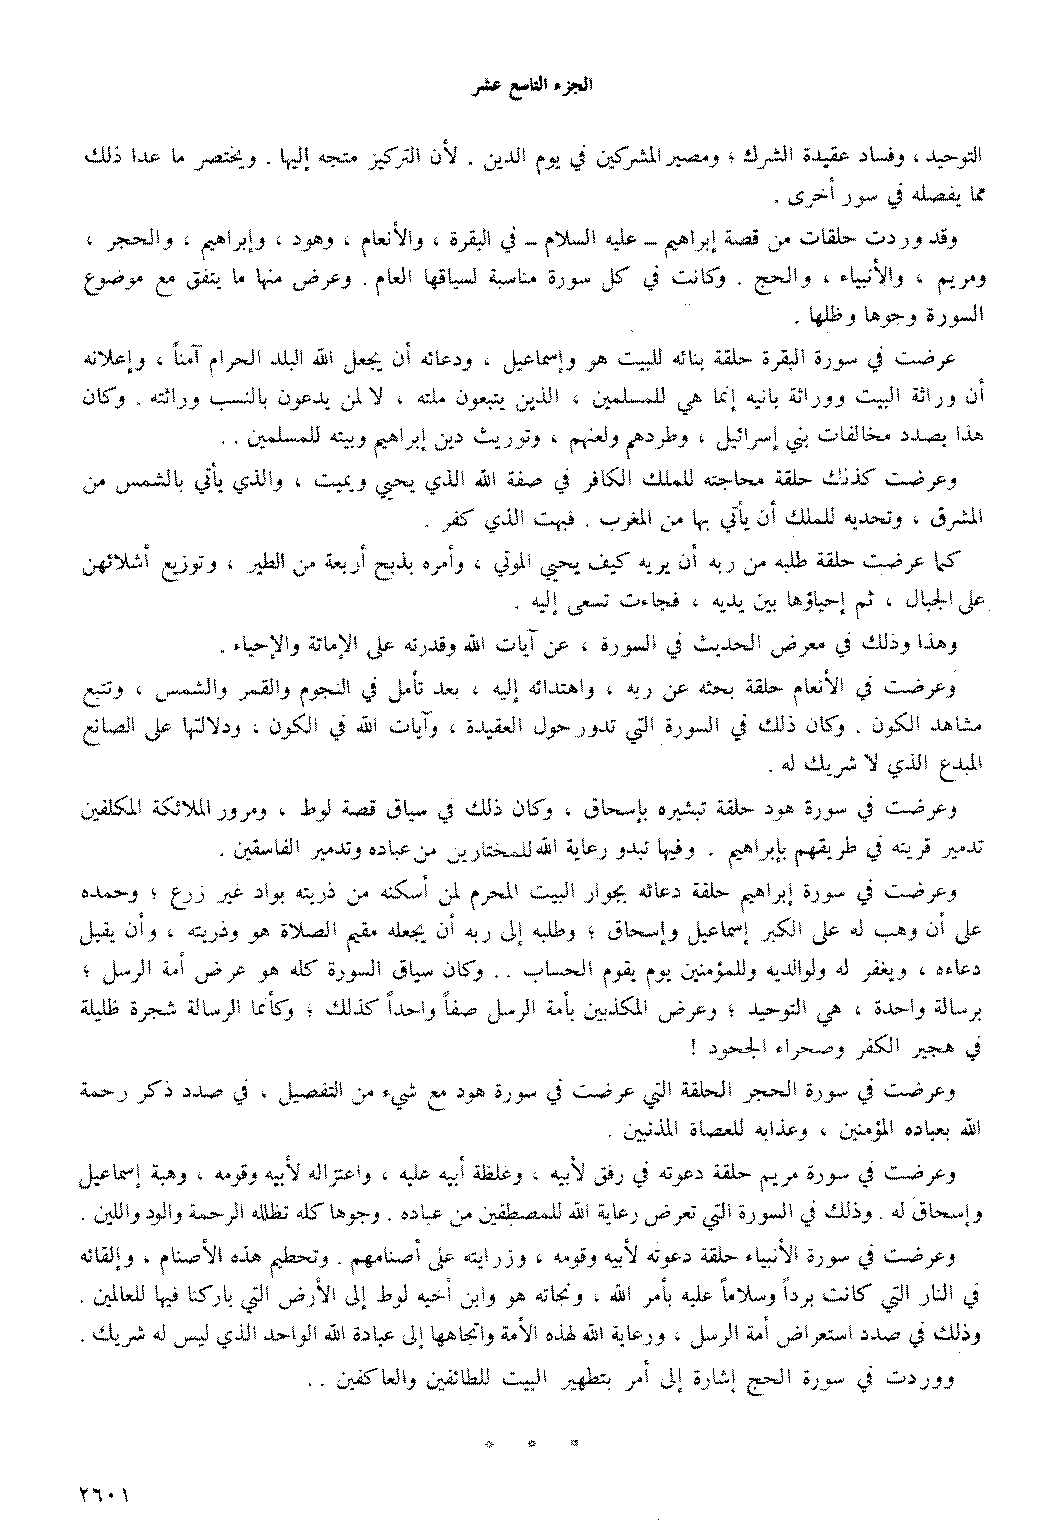 الجزء التاسع عشر
التوحيد ، وفساد عقيدة الشرك ؛ ومصير المشركين في يوم الدين . لأن التركيز متجه إليها . ويختصر ما عدا ذلك
مما يفصله في سور أخرى .
وقد وردت حلقات من قصة إبراهيم – عليه السلام – في البقرة ، والأنعام ، وهود ، وإبراهيم ، والحجر ،
ومريم ، والأنبياء ، والحج . وكانت في كل سورة مناسبة لسياقها العام . وعرض منها ما يتفق مع موضوع
السورة وجوها وظلها .
عرضت في سورة البقرة حلقة بنائه للبيت هو وإسماعيل ، ودعائه أن يجعل الله البلد الحرام آمناً ، وإعلانه
أن وراثة البيت ووراثة بانيه إنما هي للمسلمين ، الذين يتبعون ملته ، لا لمن يدعون بالنسب وراثته . وكان
هذا بصدد مخالفات بني إسرائيل ، وطردهم ولعنهم ، وتوريث دين إبراهيم وبيته للمسلمين . .
وعرضت كذلك حلقة محاجته للملك الكافر في صفة الله الذي يحيي ويميت ، والذي يأتي بالشمس من
المشرق ، وتحديه للملك أن يأتي بها من المغرب . فبهت الذي كفر .
كما عرضت حلقة طلبه من ربه أن يريه كيف يحيي الموتي ، وأمره بذبح أربعة من الطير ، وتوزيع أشلائهن
على الجبال ، ثم إحياؤها بين يديه ، فجاءت تسعى إليه .
وهذا وذلك في معرض الحديث في السورة ، عن آيات الله وقدرته على الإماتة والإحياء .
وعرضت في الأنعام حلقة بحثه عن ربه ، واهتدائه إليه ، بعد تأمل في النجوم والقمر والشمس ، وتتبع
مشاهد الكون . وكان ذلك في السورة التي تدور حول العقيدة ، وآيات الله في الكون ، ودلالتها على الصانع
المبدع الذي لا شريك له .
وعرضت في سورة هود حلقة تبشيره بإسحاق ، وكان ذلك في سياق قصة لوط ، ومرور الملائكة المكلفين
تدمير قريته في طريقهم بإبراهيم . وفيها تبدو رعاية الله للمختارين من عباده وتدمير الفاسقين .
وعرضت في سورة إبراهيم حلقة دعائه بجوار البيت المحرم لمن أسكنه من ذريته بواد غير زرع ؛ وحمده
على أن وهب له على الكبر إسماعيل وإسحاق ؛ وطلبه إلى ربه أن يجعله مقيم الصلاة هو وذريته ، وأن يقبل
دعاءه ، ويغفر له ولوالديه وللمؤمنين يوم يقوم الحساب . . وكان سياق السورة كله هو عرض أمة الرسل ؛
برسالة واحدة ، هي التوحيد ؛ وعرض المكذبين بأمة الرسل صفاً واحداً كذلك ؛ وكأنما الرسالة شجرة ظليلة
في هجير الكفر وصحراء الجحود !
وعرضت في سورة الحجر الحلقة التي عرضت في سورة هود مع شيء من التفصيل ، في صدد ذكر رحمة
الله بعباده المؤمنين ، وعذابه للعصاة المذنبين .
وعرضت في سورة مريم حلقة دعوته في رفق لأبيه ، وغلظة أبيه عليه ، واعتزاله لأبيه وقومه ، وهبة إسماعيل
وإسحاق له . وذلك في السورة التي تعرض رعاية الله للمصطفين من عباده . وجوها كله تظلله الرحمة والود واللين .
وعرضت في سورة الأنبياء حلقة دعوته لأبيه وقومه ، وزرايته على أصنامهم . وتحطيم هذه الأصنام ، وإلقائه
في النار التي كانت برداً وسلاماً عليه بأمر الله ، ونجاته هو وابن أخيه لوط إلى الأرض التي باركنا فيها للعالمين .
وذلك في صدد استعراض أمة الرسل ، ورعاية الله لهذه الأمة واتجاهها إلى عبادة الله الواحد الذي ليس له شريك .
ووردت في سورة الحج إشارة إلى أمر بتطهير البيت للطائفين والعاكفين . .
* * *
٢٦٠١